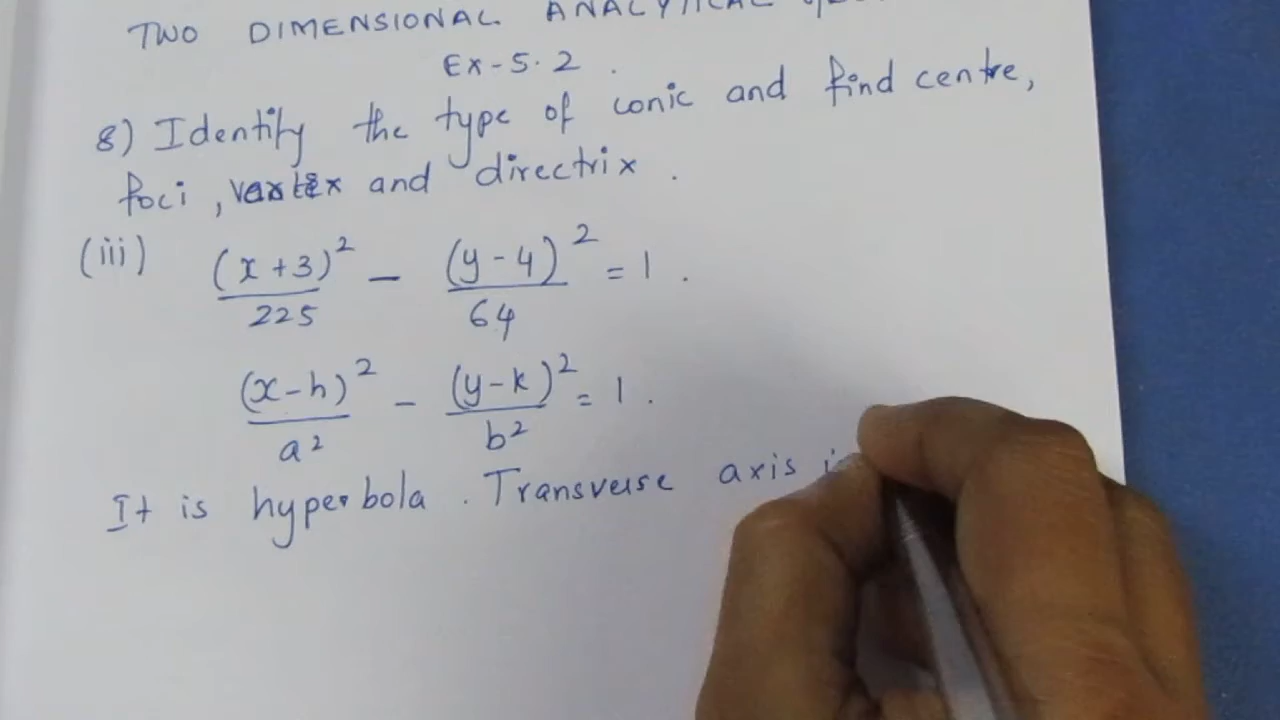 TWO DIMENSIONAL ANALYTICAL
Ex-5.2.
8) Identify the type of conic and find centre,
foci, vertex and directrix.
(iii) (x+3)²/225 - (y-4)²/64 = 1.
(x-h)²/a² - (y-k)²/b² = 1.
It is hyperbola. Transverse axis